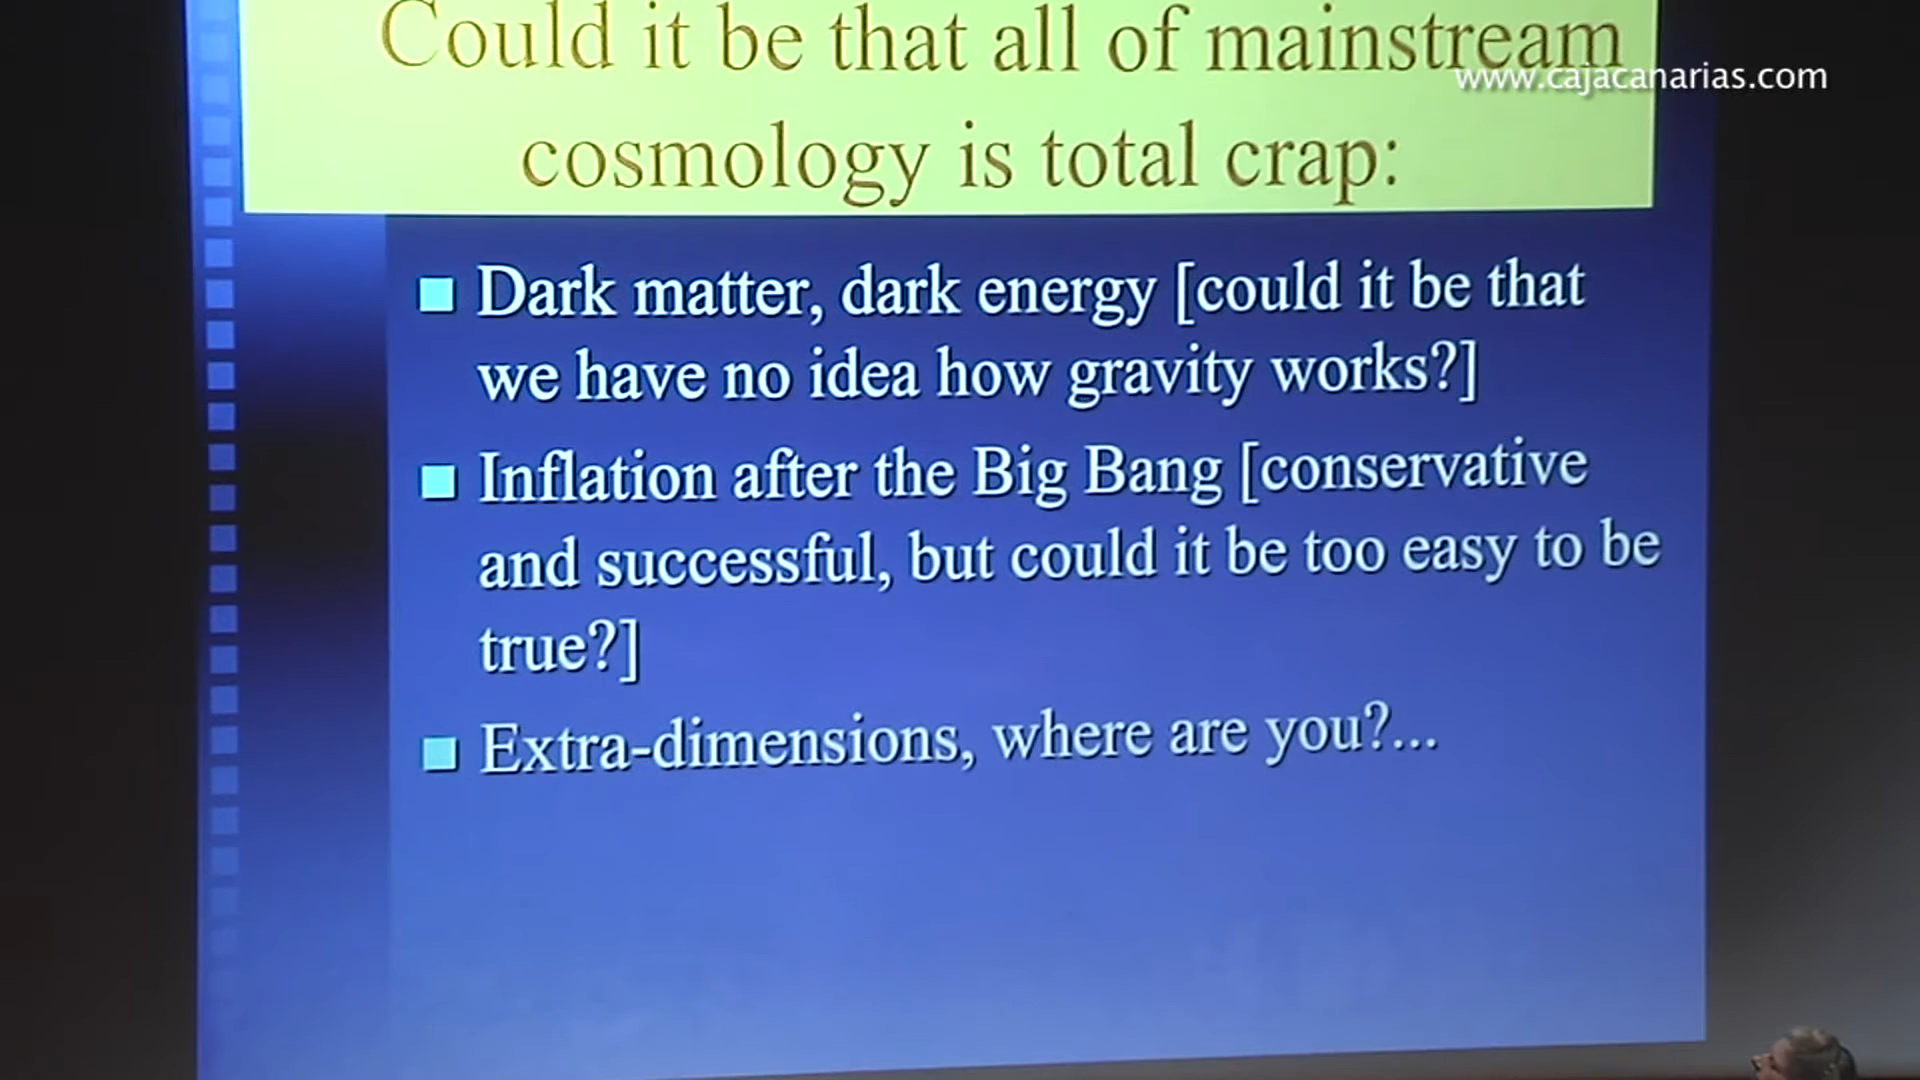 Could it be that all of mainstream
www.cajacanarias.com
cosmology is total crap:
Dark matter, dark energy [could it be that
we have no idea how gravity works?]
Inflation after the Big Bang [conservative
and successful, but could it be too easy to be
true?]
Extra-dimensions, where are you?...